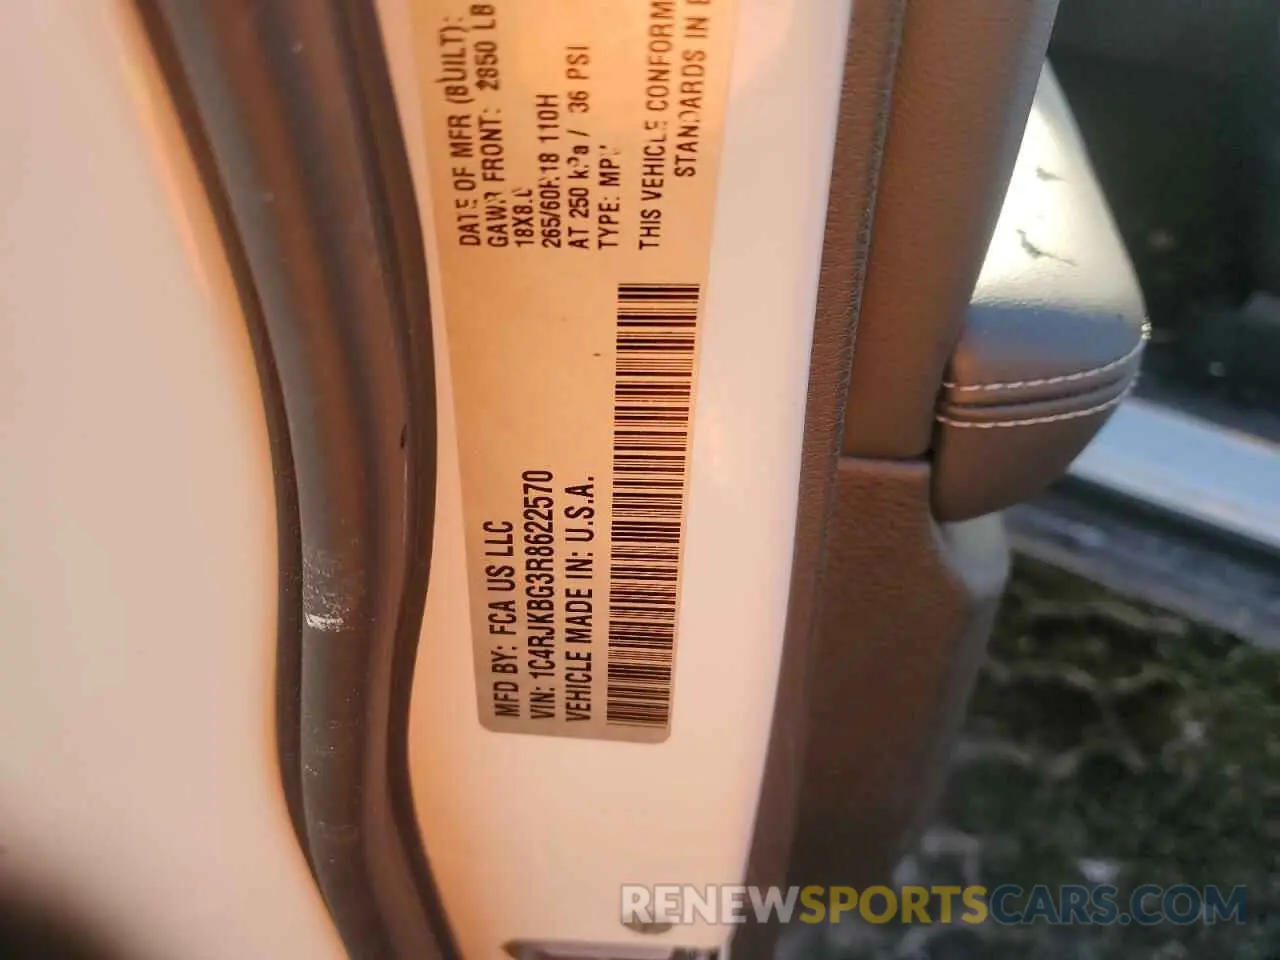 DATE OF MFR (BUILT):
GAWR FRONT: 2850 LB
18X8.0
265/60R18 110H
AT 250 kPa / 36 PSI
TYPE: MPV
THIS VEHICLE CONFORM
STANDARDS IN
MFD BY: FCA US LLC
VIN: 1C4RJKBG3R8622570
VEHICLE MADE IN: U.S.A.
RENEWSPORTSCARS.COM